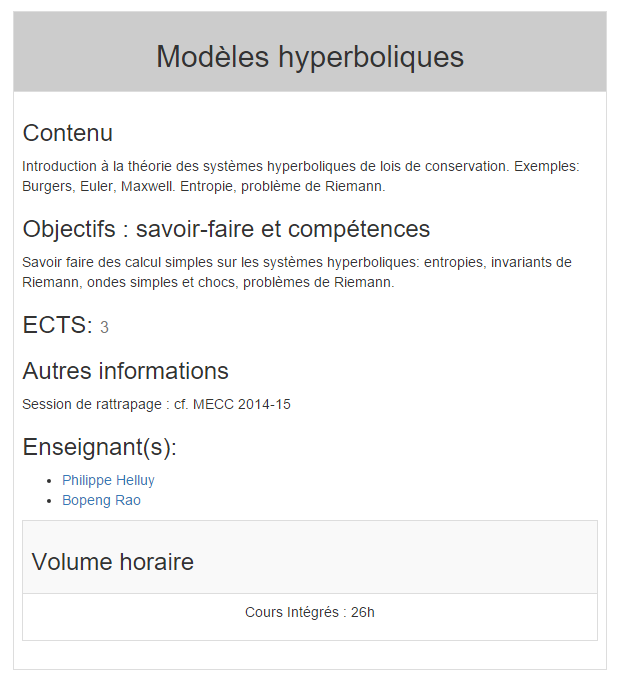 Modèles hyperboliques
Contenu
Introduction à la théorie des systèmes hyperboliques de lois de conservation. Exemples:
Burgers, Euler, Maxwell. Entropie, problème de Riemann.
Objectifs : savoir-faire et compétences
Savoir faire des calcul simples sur les systèmes hyperboliques: entropies, invariants de
Riemann, ondes simples et chocs, problèmes de Riemann.
ECTS: 3
Autres informations
Session de rattrapage : cf. MECC 2014-15
Enseignant(s):
• Philippe Helluy
• Bopeng Rao
Volume horaire
Cours Intégrés : 26h